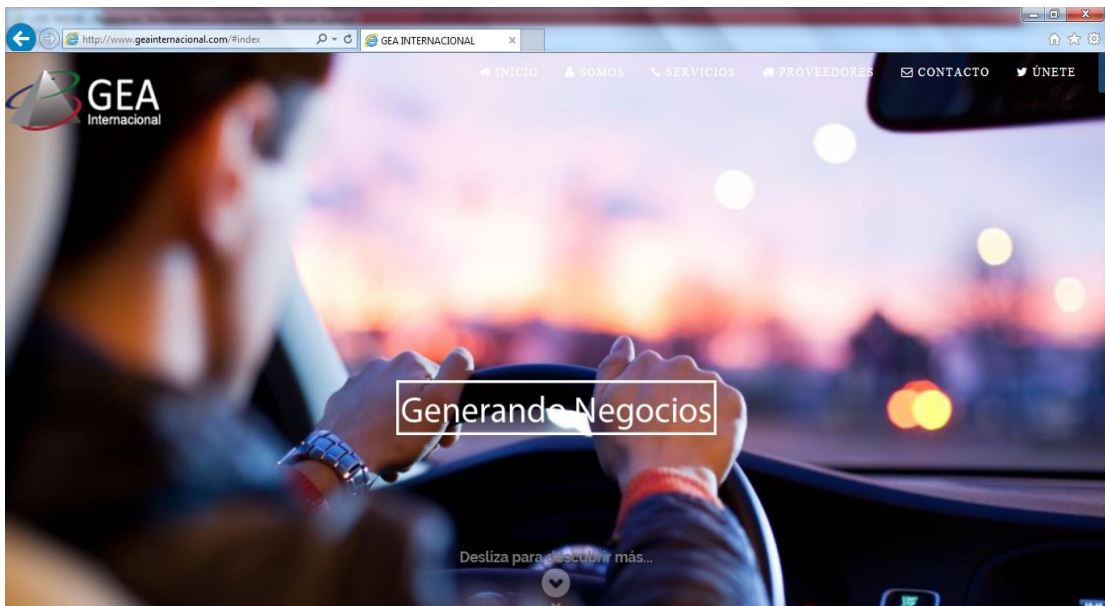 http://www.geainternacional.com/#index
GEA INTERNACIONAL
GEA
Internacional
INICIO
SOMOS
SERVICIOS
PROVEEDORES
CONTACTO
ÚNETE
Generando Negocios
Desliza para descubrir más...